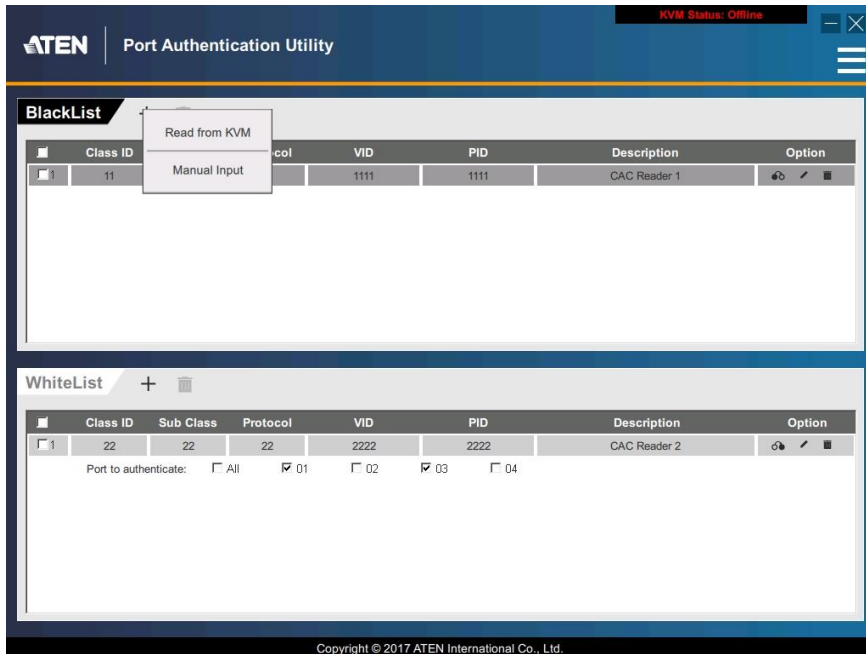 KVM Status: Offline
ATEN Port Authentication Utility
BlackList
Read from KVM
Manual Input
Class ID VID PID Description Option
1 11 1111 1111 CAC Reader 1
WhiteList
Class ID Sub Class Protocol VID PID Description Option
1 22 22 22 2222 2222 CAC Reader 2
Port to authenticate: All 01 02 03 04
Copyright © 2017 ATEN International Co., Ltd.